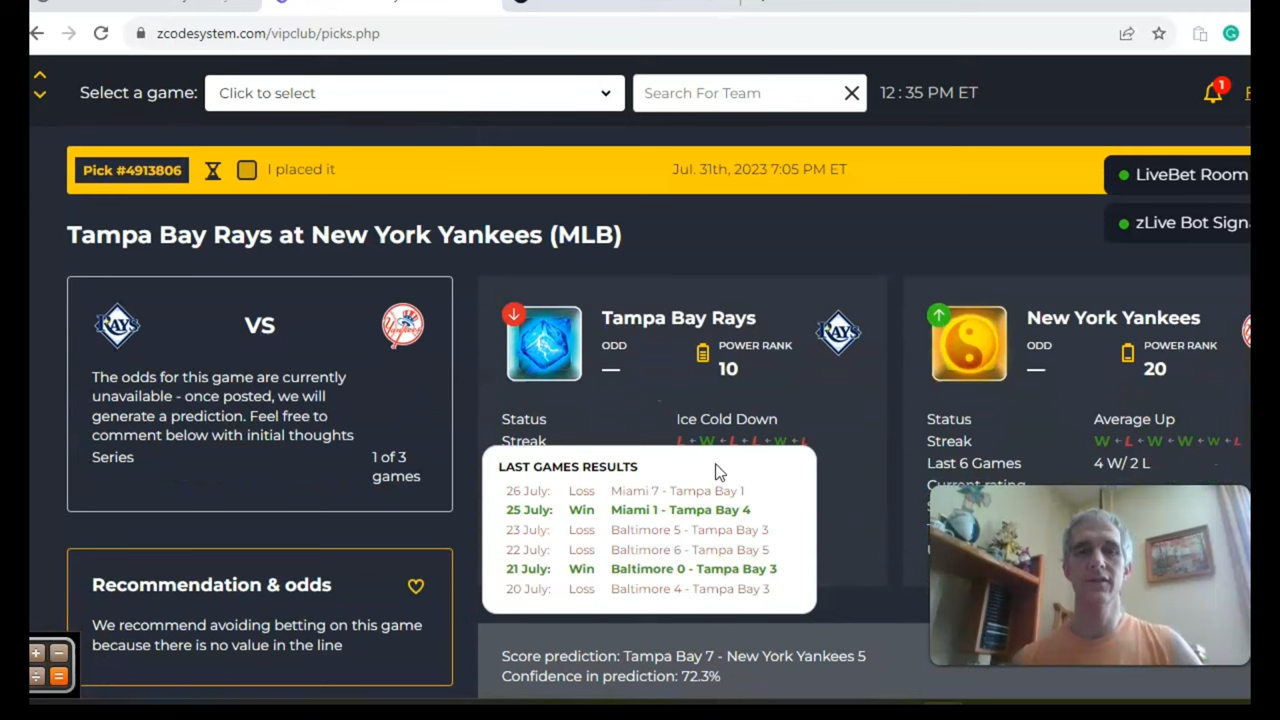 zcodesystem.com/vipclub/picks.php
Select a game: Click to select Search For Team 12 : 35 PM ET 1
Pick #4913806 I placed it Jul. 31th, 2023 7:05 PM ET
LiveBet Room
zLive Bot Sign
Tampa Bay Rays at New York Yankees (MLB)
RAYS VS Yankees
The odds for this game are currently
unavailable - once posted, we will
generate a prediction. Feel free to
comment below with initial thoughts
Series 1 of 3
games
Tampa Bay Rays RAYS
ODD POWER RANK
— 10
Status Ice Cold Down
Streak L W L L W L
LAST GAMES RESULTS
26 July: Loss Miami 7 - Tampa Bay 1
25 July: Win Miami 1 - Tampa Bay 4
23 July: Loss Baltimore 5 - Tampa Bay 3
22 July: Loss Baltimore 6 - Tampa Bay 5
21 July: Win Baltimore 0 - Tampa Bay 3
20 July: Loss Baltimore 4 - Tampa Bay 3
New York Yankees
ODD POWER RANK
— 20
Status Average Up
Streak W L W W W L
Last 6 Games 4 W/ 2 L
Current rating
Recommendation & odds
We recommend avoiding betting on this game
because there is no value in the line
Score prediction: Tampa Bay 7 - New York Yankees 5
Confidence in prediction: 72.3%